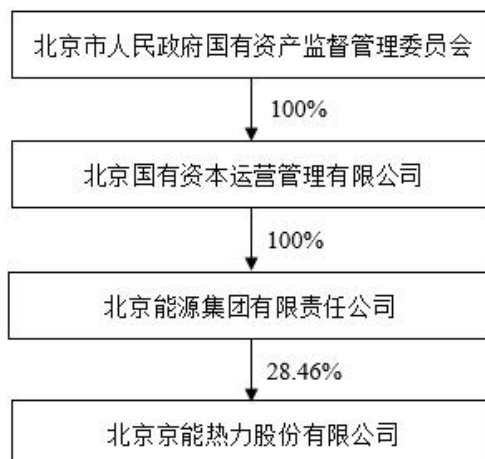 北京市人民政府国有资产监督管理委员会
100%
北京国有资本运营管理有限公司
100%
北京能源集团有限责任公司
28.46%
北京京能热力股份有限公司